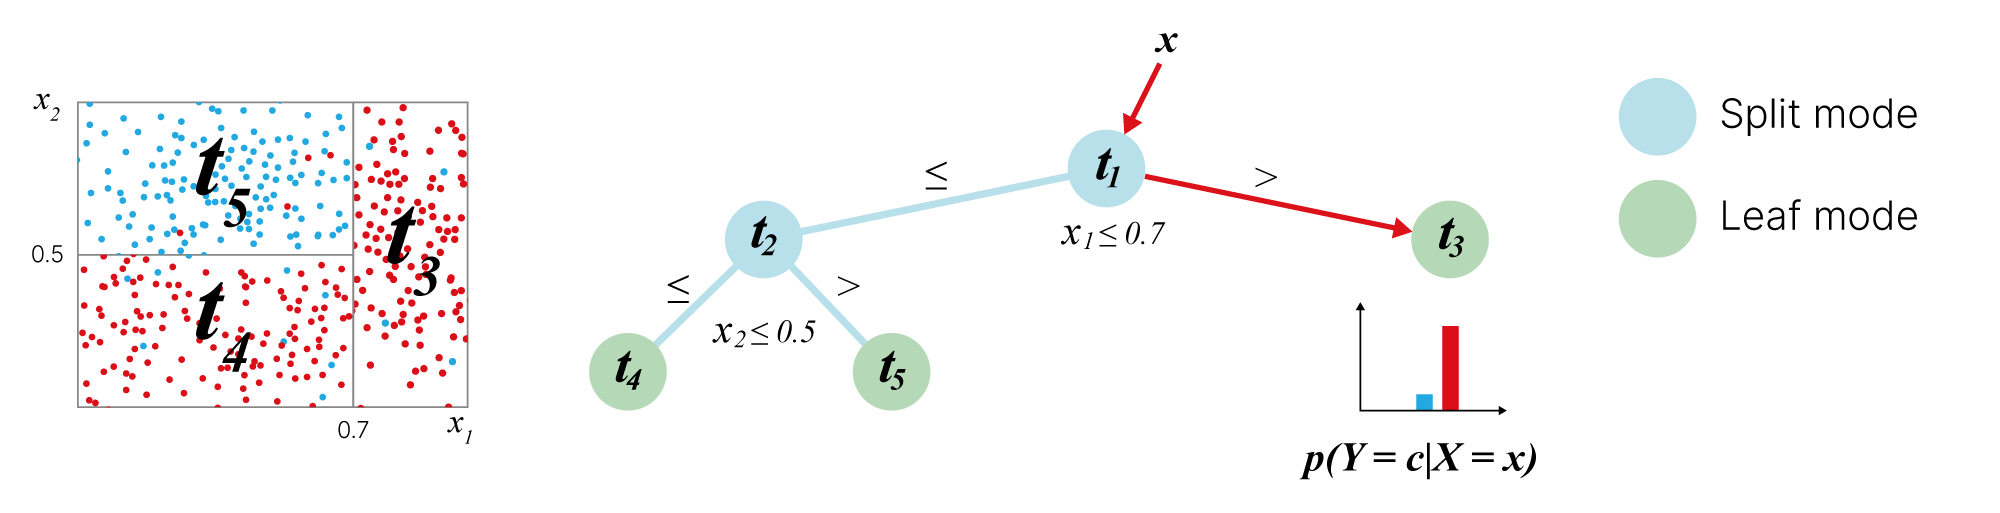 x2
t5
t3
0.5
t4
0.7
x1
x
t1
≤
>
x1 ≤ 0.7
t2
t3
≤
>
x2 ≤ 0.5
t4
t5
p(Y = c|X = x)
Split mode
Leaf mode